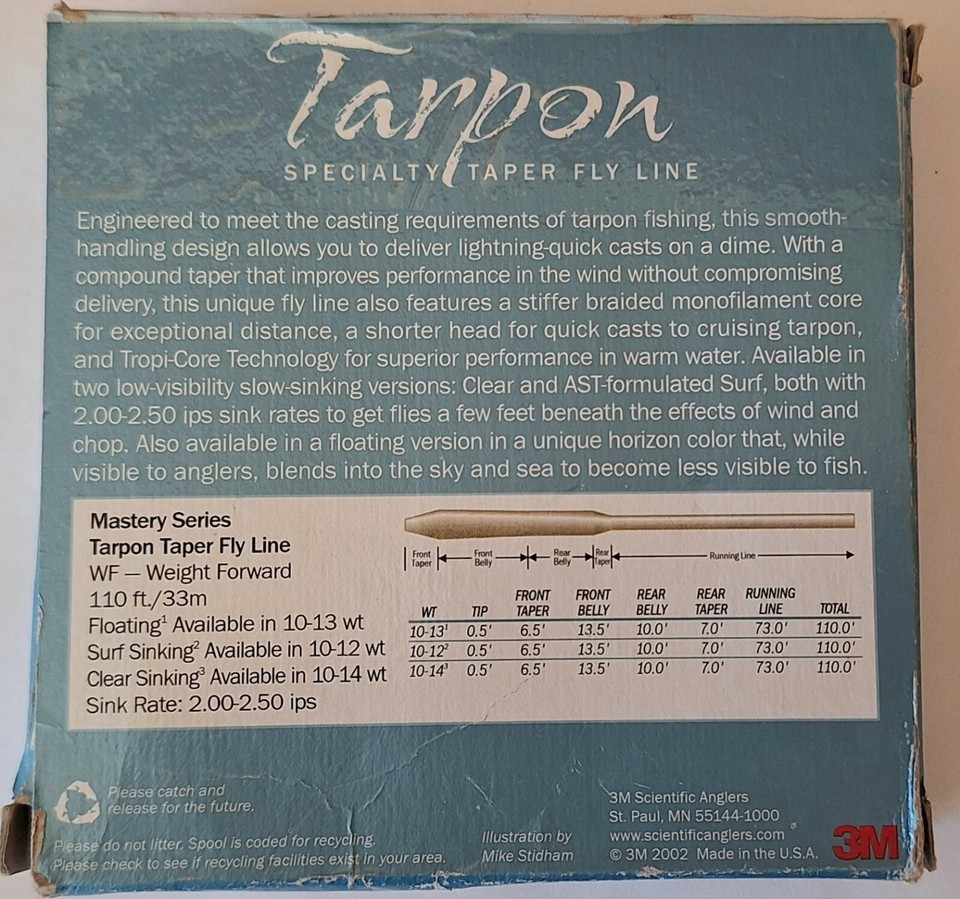 Tarpon
SPECIALTY TAPER FLY LINE
Engineered to meet the casting requirements of tarpon fishing, this smooth-
handling design allows you to deliver lightning-quick casts on a dime. With a
compound taper that improves performance in the wind without compromising
delivery, this unique fly line also features a stiffer braided monofilament core
for exceptional distance, a shorter head for quick casts to cruising tarpon,
and Tropi-Core Technology for superior performance in warm water. Available in
two low-visibility slow-sinking versions: Clear and AST-formulated Surf, both with
2.00-2.50 ips sink rates to get flies a few feet beneath the effects of wind and
chop. Also available in a floating version in a unique horizon color that, while
visible to anglers, blends into the sky and sea to become less visible to fish.
Mastery Series
Tarpon Taper Fly Line
WF — Weight Forward
110 ft./33m
Floating¹ Available in 10-13 wt
Surf Sinking² Available in 10-12 wt
Clear Sinking³ Available in 10-14 wt
Sink Rate: 2.00-2.50 ips
Front Taper Front Belly Rear Belly Rear Taper Running Line
WT TIP FRONT TAPER FRONT BELLY REAR BELLY REAR TAPER RUNNING LINE TOTAL
10-13¹ 0.5' 6.5' 13.5' 10.0' 7.0' 73.0' 110.0'
10-12² 0.5' 6.5' 13.5' 10.0' 7.0' 73.0' 110.0'
10-14³ 0.5' 6.5' 13.5' 10.0' 7.0' 73.0' 110.0'
Please catch and
release for the future.
Please do not litter. Spool is coded for recycling.
Please check to see if recycling facilities exist in your area.
Illustration by
Mike Stidham
3M Scientific Anglers
St. Paul, MN 55144-1000
www.scientificanglers.com
© 3M 2002 Made in the U.S.A.
3M